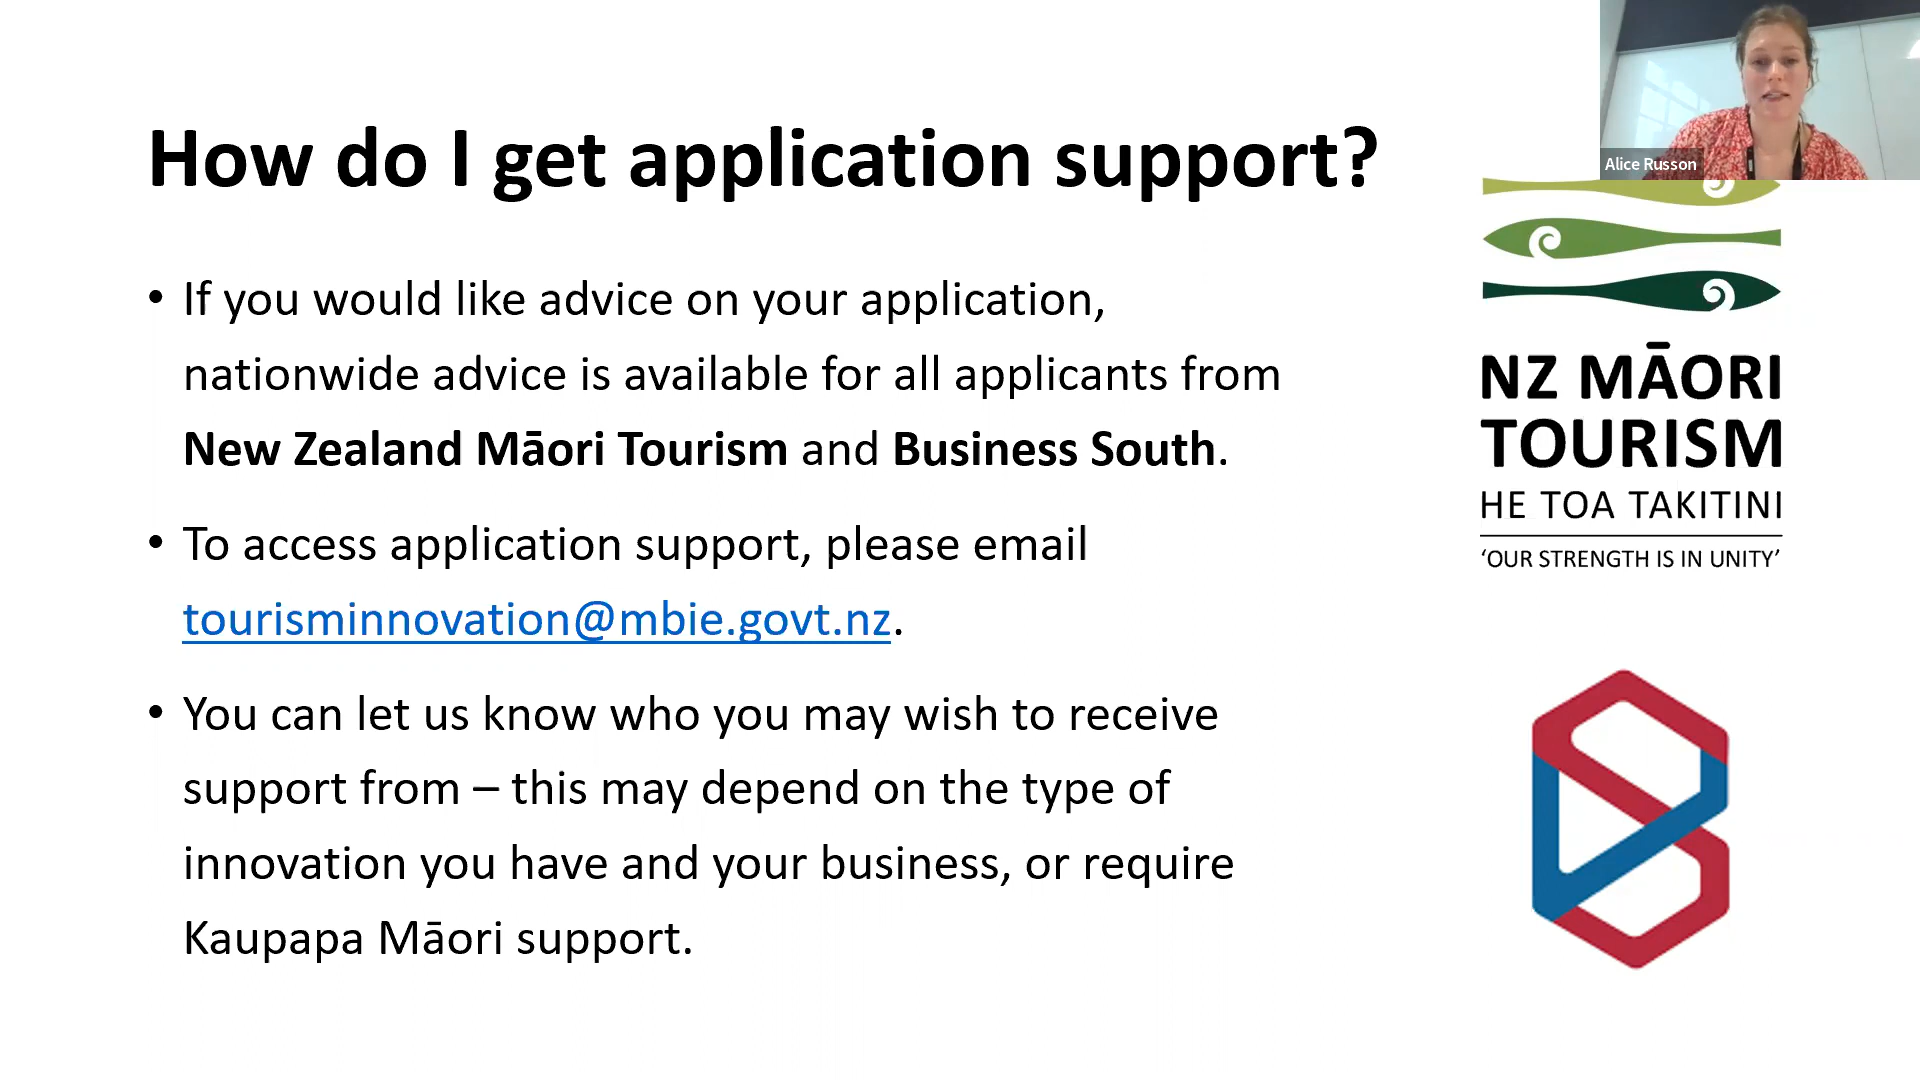 How do I get application support?
Alice Russon
• If you would like advice on your application,
nationwide advice is available for all applicants from
New Zealand Māori Tourism and Business South.
• To access application support, please email
tourisminnovation@mbie.govt.nz.
• You can let us know who you may wish to receive
support from – this may depend on the type of
innovation you have and your business, or require
Kaupapa Māori support.
NZ MĀORI
TOURISM
HE TOA TAKITINI
‘OUR STRENGTH IS IN UNITY’